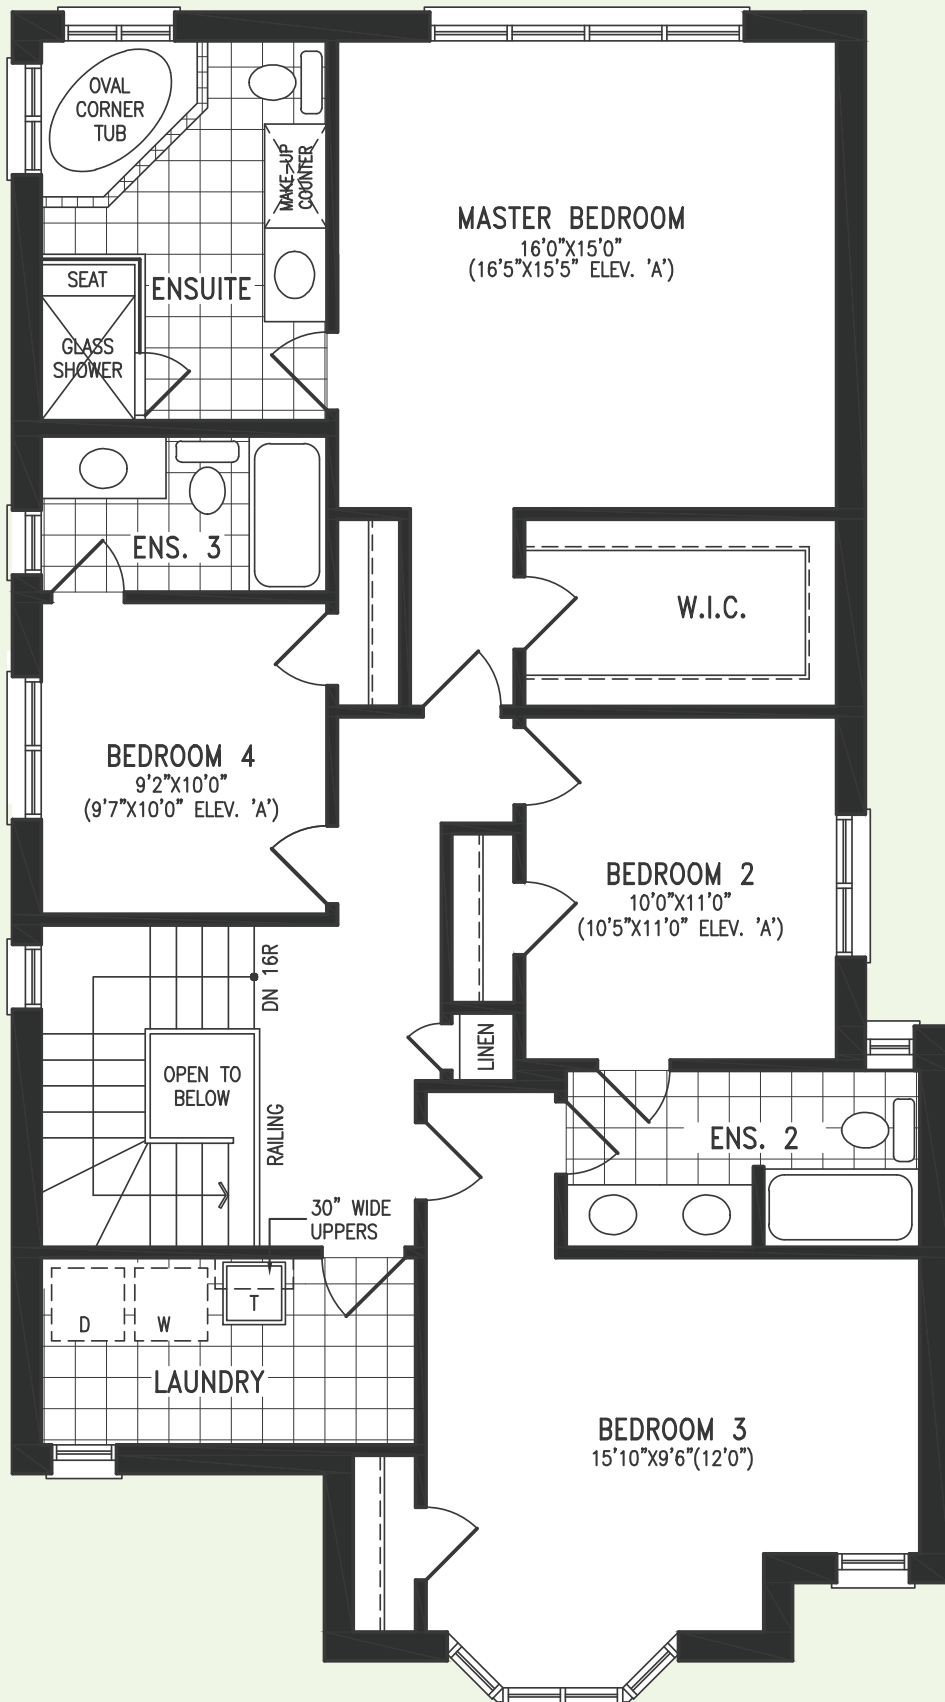 OVAL
CORNER
TUB
MAKE-UP
COUNTER
MASTER BEDROOM
16'0"X15'0"
(16'5"X15'5" ELEV. 'A')
SEAT
ENSUITE
GLASS
SHOWER
ENS. 3
W.I.C.
BEDROOM 4
9'2"X10'0"
(9'7"X10'0" ELEV. 'A')
BEDROOM 2
10'0"X11'0"
(10'5"X11'0" ELEV. 'A')
DN 16R
LINEN
OPEN TO
BELOW
RAILING
ENS. 2
30" WIDE
UPPERS
D
W
T
LAUNDRY
BEDROOM 3
15'10"X9'6"(12'0")